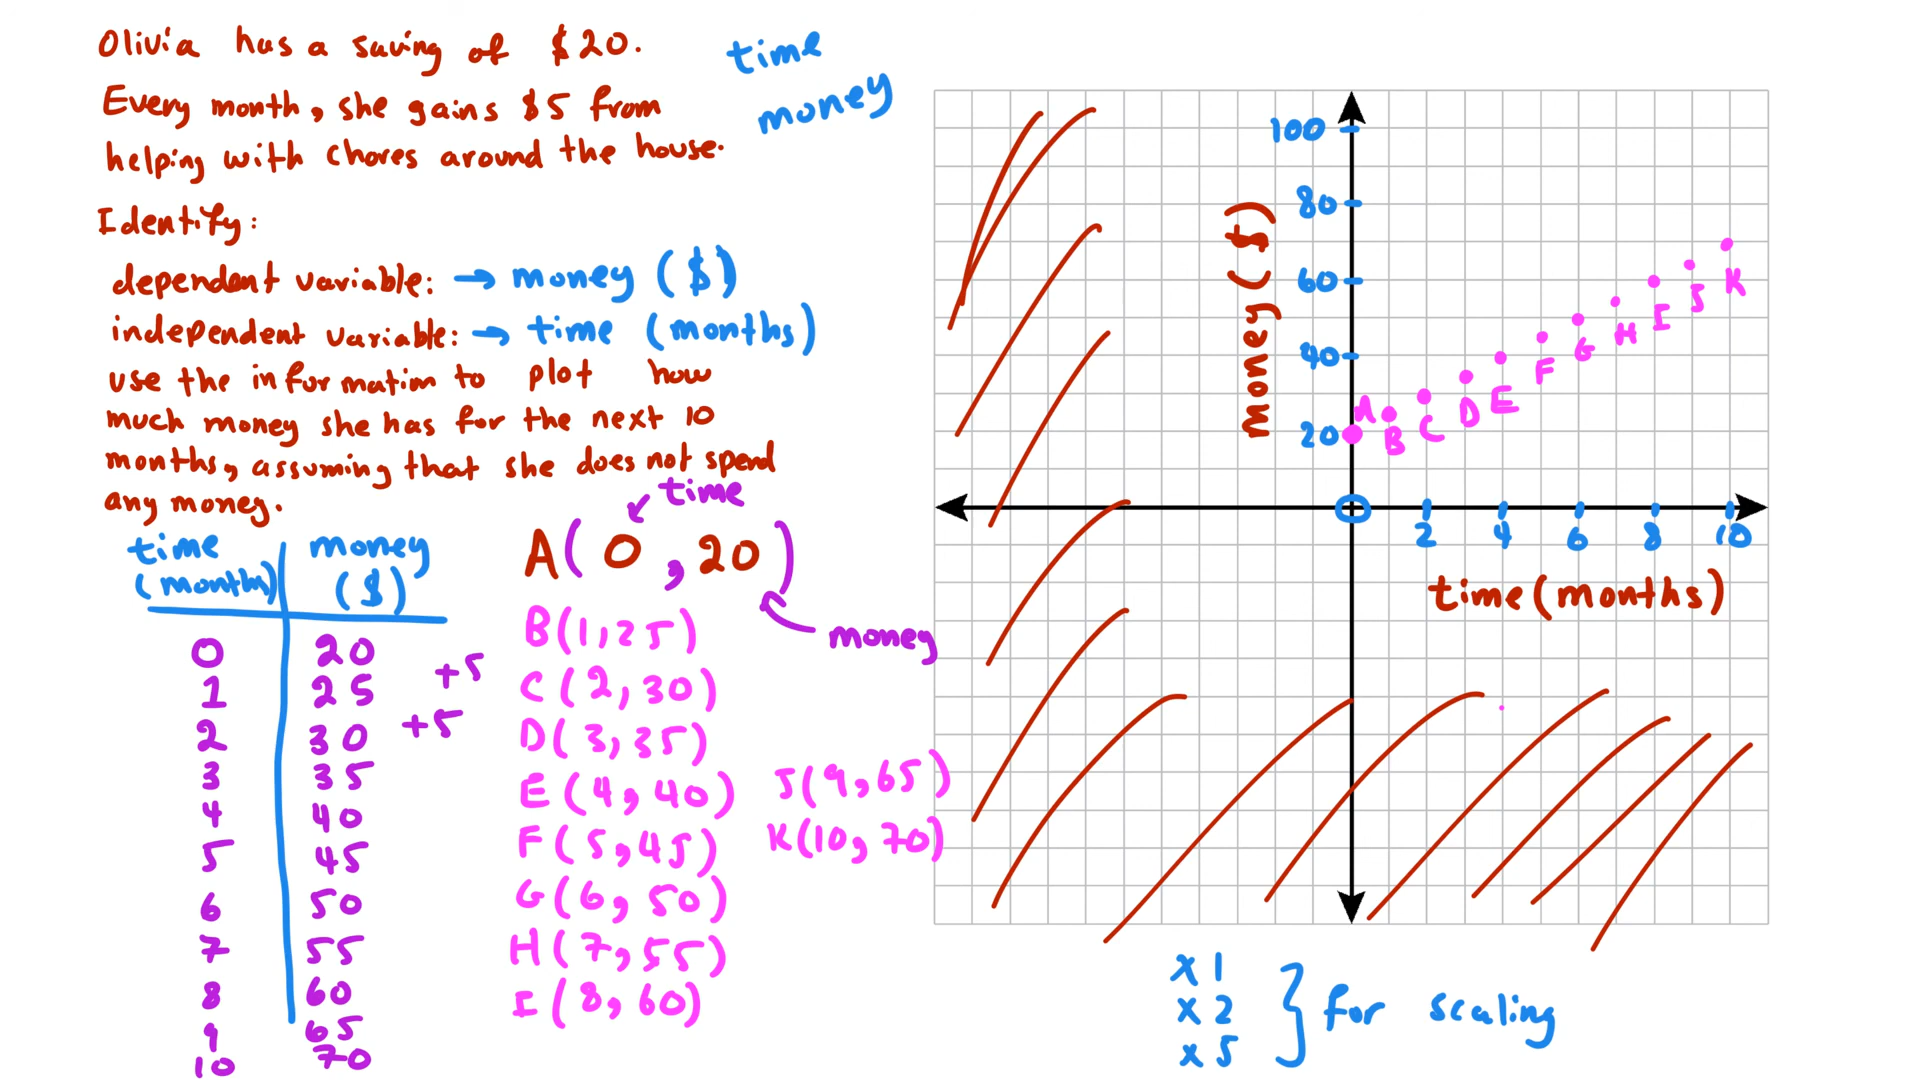 Olivia has a saving of $20.
Every month, she gains $5 from
helping with chores around the house.
time
money
Identify:
dependent variable: → money ($)
independent variable: → time (months)
use the informatim to plot how
much money she has for the next 10
months, assuming that she does not spend
any money.
time (months) money ($)
0 20
1 25 +5
2 30 +5
3 35
4 40
5 45
6 50
7 55
8 60
9 65
10 70
time
A(0, 20)
money
B(1,25)
C(2,30)
D(3,35)
E(4,40)
F(5,45)
G(6,50)
H(7,55)
I(8,60)
J(9,65)
K(10,70)
money ($)
100
80
60
40
20
A B C D E F G H I J K
0 2 4 6 8 10
time(months)
x 1
x 2
x 5
} for scaling